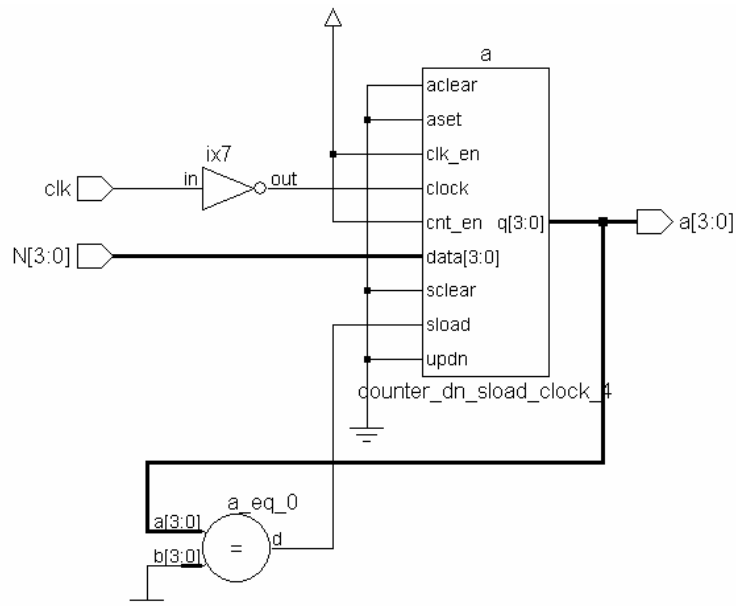 a
aclear
aset
ix7
clk_en
clk
in
out
clock
cnt_en
q[3:0]
a[3:0]
N[3:0]
data[3:0]
sclear
sload
updn
counter_dn_sload_clock_4
a_eq_0
a[3:0]
d
=
b[3:0]